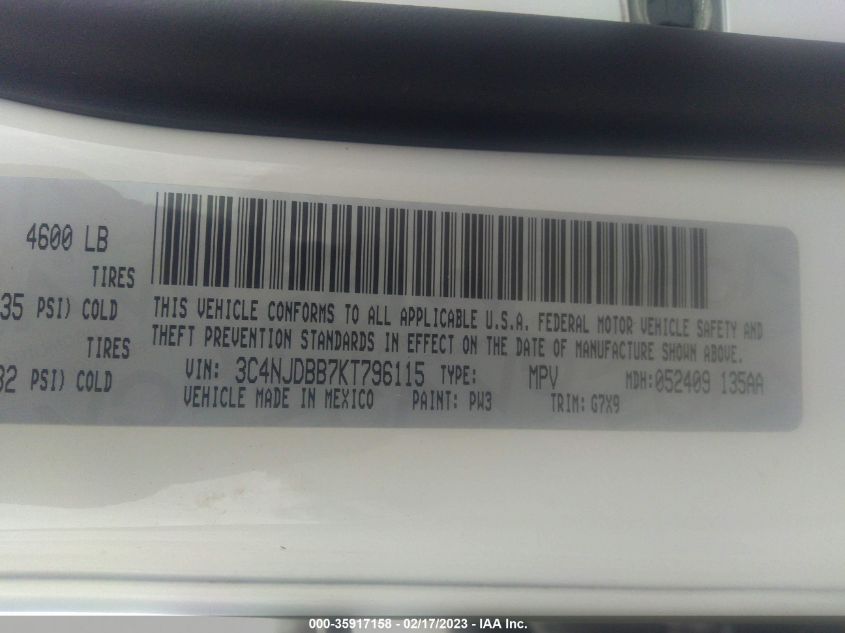 4600 LB
TIRES
35 PSI) COLD
TIRES
32 PSI) COLD
THIS VEHICLE CONFORMS TO ALL APPLICABLE U.S.A. FEDERAL MOTOR VEHICLE SAFETY AND
THEFT PREVENTION STANDARDS IN EFFECT ON THE DATE OF MANUFACTURE SHOWN ABOVE.
VIN: 3C4NJDBB7KT796115 TYPE: MPV MDH:052409 135AA
VEHICLE MADE IN MEXICO PAINT: PW3 TRIM: G7X9
000-35917158 - 02/17/2023 - IAA Inc.